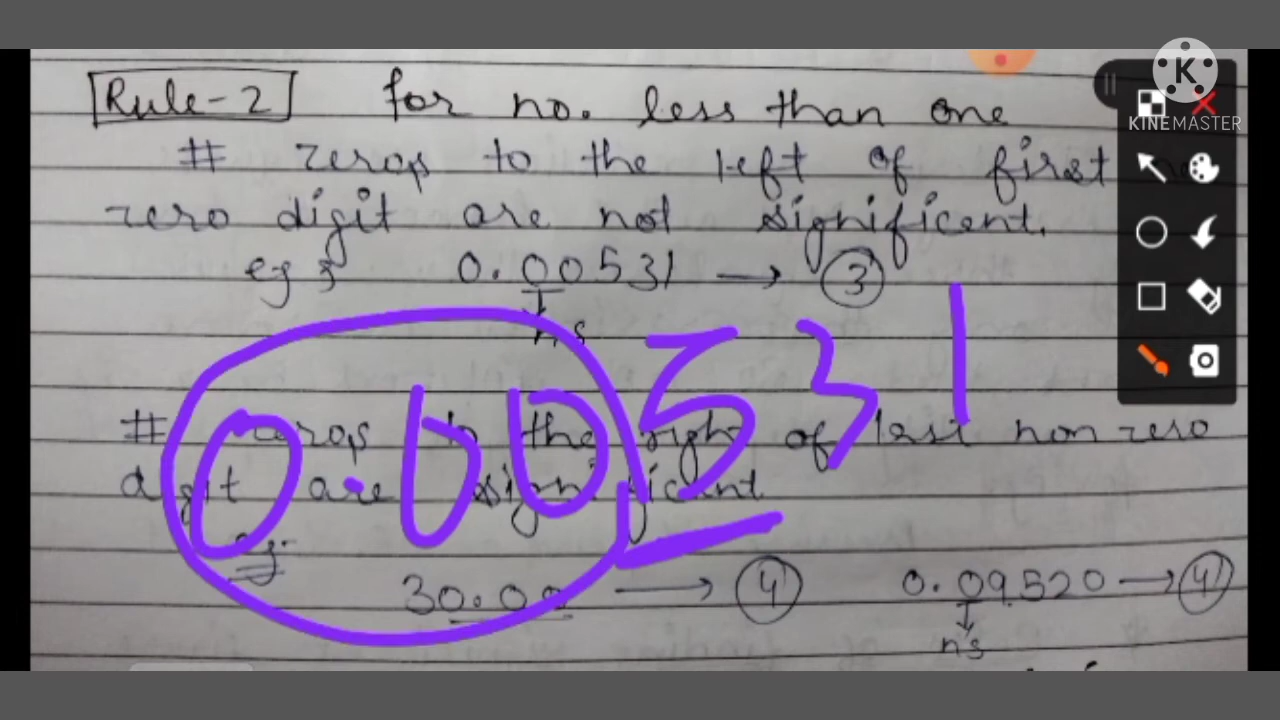 Rule-2 for no. less than one
# zeros to the left of first
zero digit are not significent.
eg 0.00531 → 3
n,s
0.00531
# zeros to the right of last non zero
digit are significant
eg:
30.00 → 4 0.09520 → 4
ns
KINEMASTER